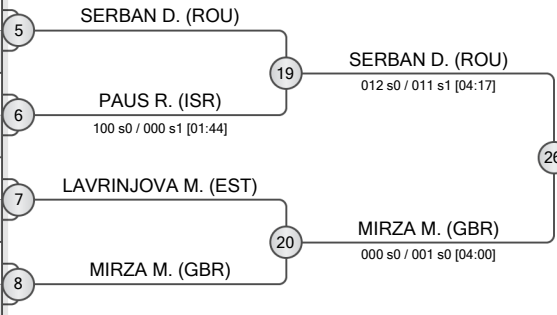 SERBAN D. (ROU)
5
19
SERBAN D. (ROU)
012 s0 / 011 s1 [04:17]
PAUS R. (ISR)
6
100 s0 / 000 s1 [01:44]
26
LAVRINJOVA M. (EST)
7
20
MIRZA M. (GBR)
000 s0 / 001 s0 [04:00]
MIRZA M. (GBR)
8